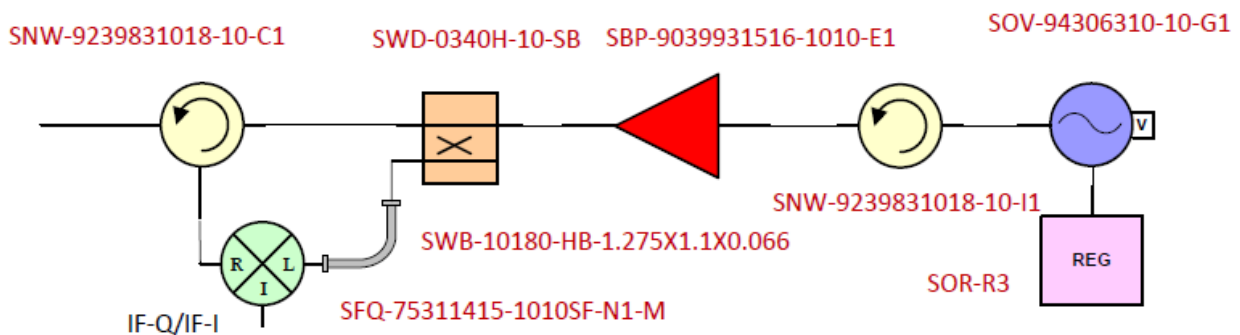 SOV-94306310-10-G1
SNW-9239831018-10-C1
SWD-0340H-10-SB
SBP-9039931516-1010-E1
V
SNW-9239831018-10-I1
SWB-10180-HB-1.275X1.1X0.066
REG
R
L
I
SOR-R3
SFQ-75311415-1010SF-N1-M
IF-Q/IF-I